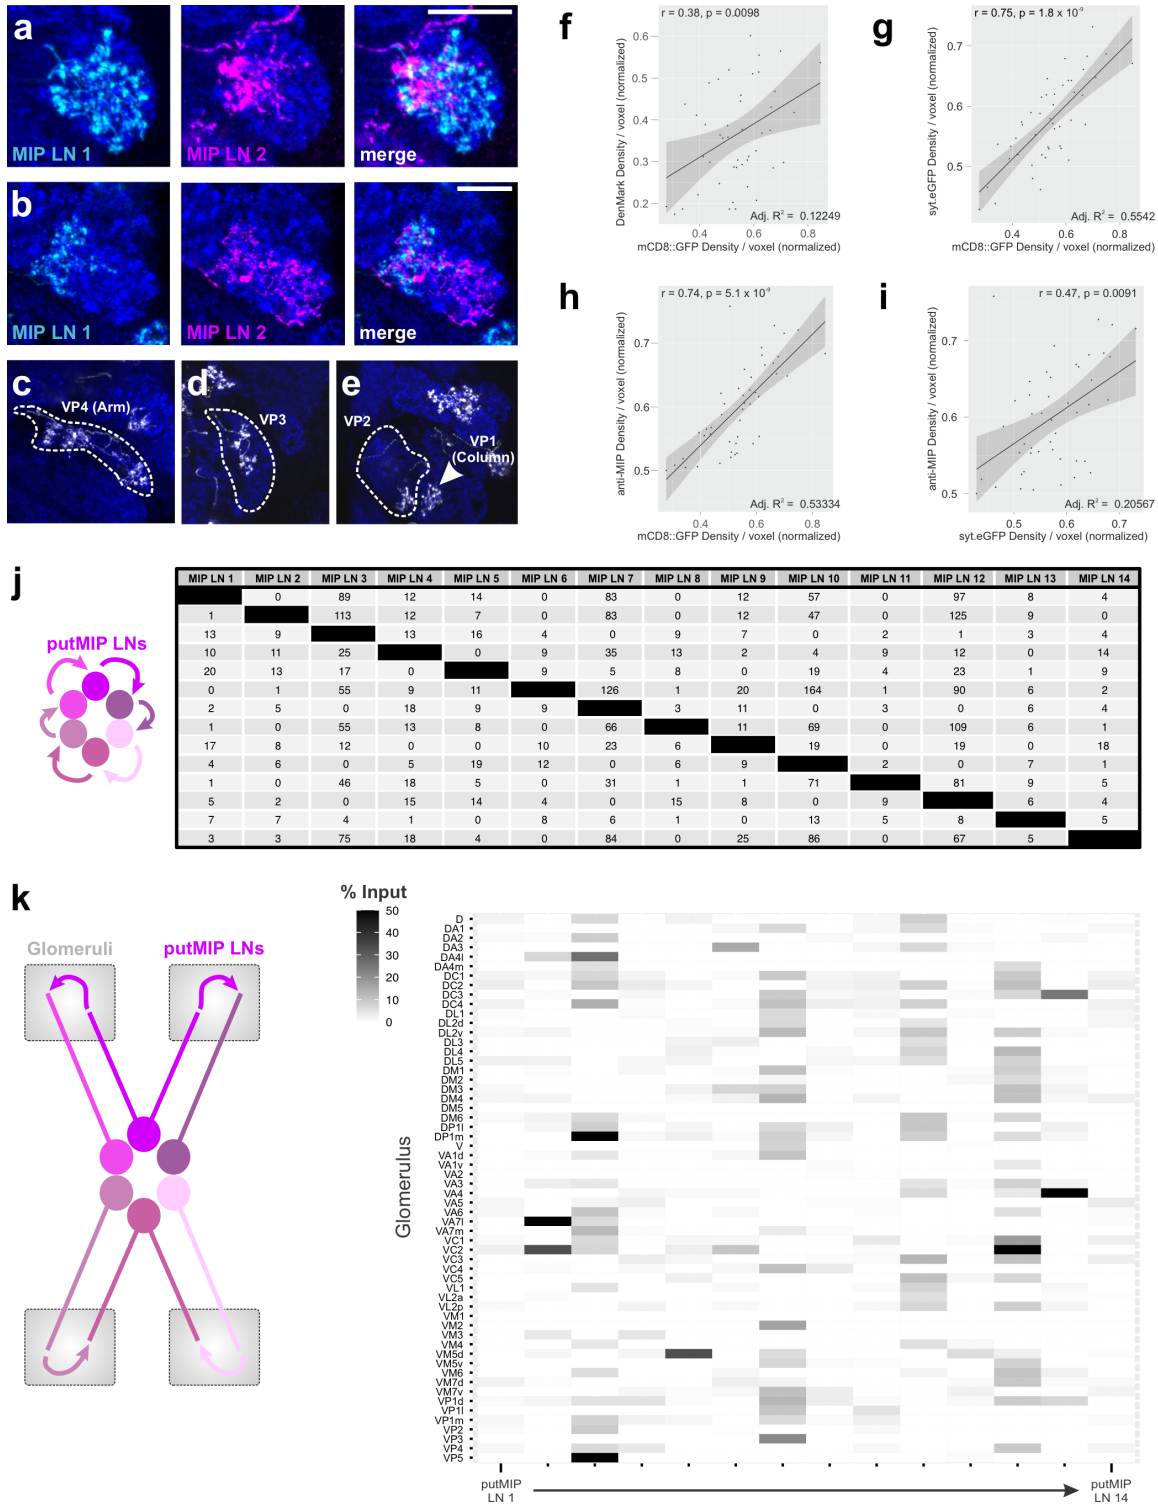 a
MIP LN 1
MIP LN 2
merge
b
MIP LN 1
MIP LN 2
merge
c
VP4 (Arm)
d
VP3
e
VP2
VP1
(Column)
f
r = 0.38, p = 0.0098
DenMark Density / voxel (normalized)
0.6
0.5
0.4
0.3
0.2
Adj. R² = 0.12249
0.4 0.6 0.8
mCD8::GFP Density / voxel (normalized)
g
r = 0.75, p = 1.8 x 10⁻⁹
syt.eGFP Density / voxel (normalized)
0.7
0.6
0.5
Adj. R² = 0.5542
0.4 0.6 0.8
mCD8::GFP Density / voxel (normalized)
h
r = 0.74, p = 5.1 x 10⁻⁹
anti-MIP Density / voxel (normalized)
0.7
0.6
0.5
Adj. R² = 0.53334
0.4 0.6 0.8
mCD8::GFP Density / voxel (normalized)
i
r = 0.47, p = 0.0091
anti-MIP Density / voxel (normalized)
0.7
0.6
0.5
Adj. R² = 0.20567
0.5 0.6 0.7
syt.eGFP Density / voxel (normalized)
j
putMIP LNs
MIP LN 1 MIP LN 2 MIP LN 3 MIP LN 4 MIP LN 5 MIP LN 6 MIP LN 7 MIP LN 8 MIP LN 9 MIP LN 10 MIP LN 11 MIP LN 12 MIP LN 13 MIP LN 14
0 89 12 14 0 83 0 12 57 0 97 8 4
1 113 12 7 0 83 0 12 47 0 125 9 0
13 9 13 16 4 0 9 7 0 2 1 3 4
10 11 25 0 9 35 13 2 4 9 12 0 14
20 13 17 0 9 5 8 0 19 4 23 1 9
0 1 55 9 11 126 1 20 164 1 90 6 2
2 5 0 18 9 9 3 11 0 3 0 6 4
1 0 55 13 8 0 66 11 69 0 109 6 1
17 8 12 0 0 10 23 6 19 0 19 0 18
4 6 0 5 19 12 0 6 9 2 0 7 1
1 0 46 18 5 0 31 1 1 71 81 9 5
5 2 0 15 14 4 0 15 8 0 9 6 4
7 7 4 1 0 8 6 1 0 13 5 8 5
3 3 75 18 4 0 84 0 25 86 0 67 5
k
Glomeruli
putMIP LNs
% Input
50
40
30
20
10
0
Glomerulus
D
DA1
DA2
DA3
DA4l
DA4m
DC1
DC2
DC3
DC4
DL1
DL2d
DL2v
DL3
DL4
DL5
DM1
DM2
DM3
DM4
DM5
DM6
DP1l
DP1m
V
VA1d
VA1v
VA2
VA3
VA4
VA5
VA6
VA7l
VA7m
VC1
VC2
VC3
VC4
VC5
VL1
VL2a
VL2p
VM1
VM2
VM3
VM4
VM5d
VM5v
VM6
VM7d
VM7v
VP1d
VP1l
VP1m
VP2
VP3
VP4
VP5
putMIP
LN 1
putMIP
LN 14